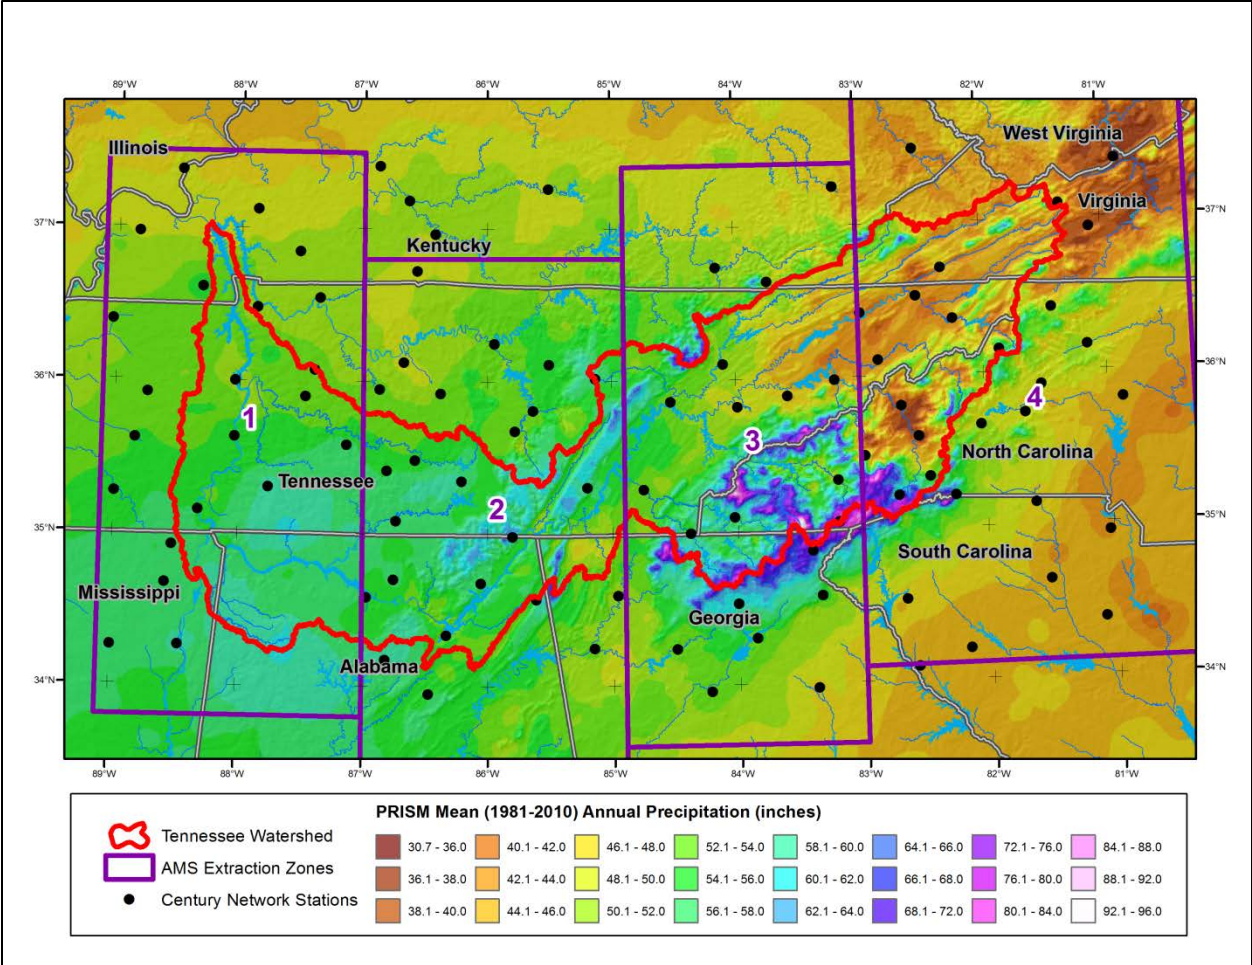 89°W 88°W 87°W 86°W 85°W 84°W 83°W 82°W 81°W
Illinois
West Virginia
Virginia
37°N 37°N
Kentucky
36°N 36°N
1
4
3
North Carolina
Tennessee
2
35°N 35°N
South Carolina
Mississippi
Georgia
Alabama
34°N 34°N
89°W 88°W 87°W 86°W 85°W 84°W 83°W 82°W 81°W
PRISM Mean (1981-2010) Annual Precipitation (inches)
Tennessee Watershed
AMS Extraction Zones
Century Network Stations
30.7 - 36.0 40.1 - 42.0 46.1 - 48.0 52.1 - 54.0 58.1 - 60.0 64.1 - 66.0 72.1 - 76.0 84.1 - 88.0
36.1 - 38.0 42.1 - 44.0 48.1 - 50.0 54.1 - 56.0 60.1 - 62.0 66.1 - 68.0 76.1 - 80.0 88.1 - 92.0
38.1 - 40.0 44.1 - 46.0 50.1 - 52.0 56.1 - 58.0 62.1 - 64.0 68.1 - 72.0 80.1 - 84.0 92.1 - 96.0